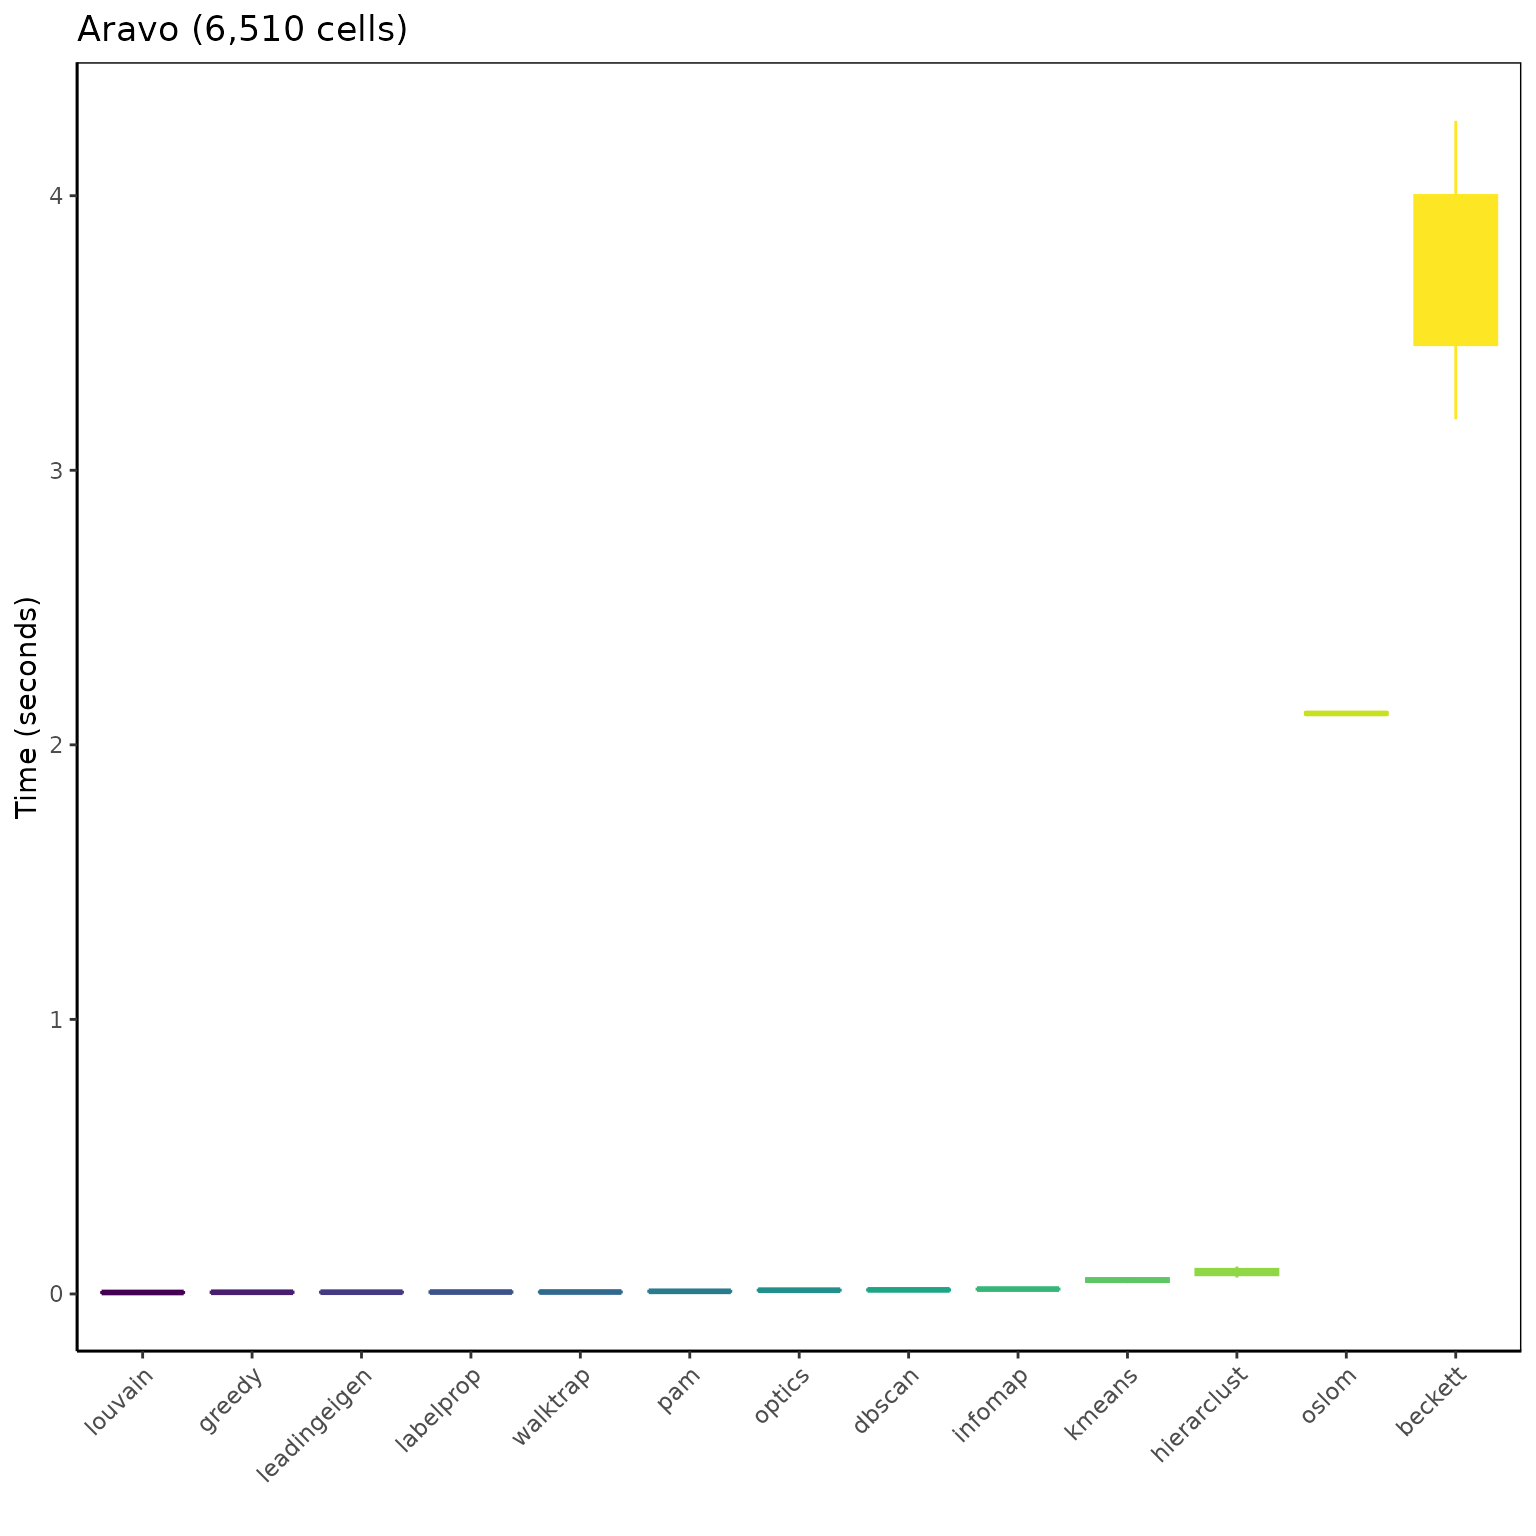 Aravo (6,510 cells)
Time (seconds)
4
3
2
1
0
louvain
greedy
leadingeigen
labelprop
walktrap
pam
optics
dbscan
infomap
kmeans
hierarclust
oslom
beckett